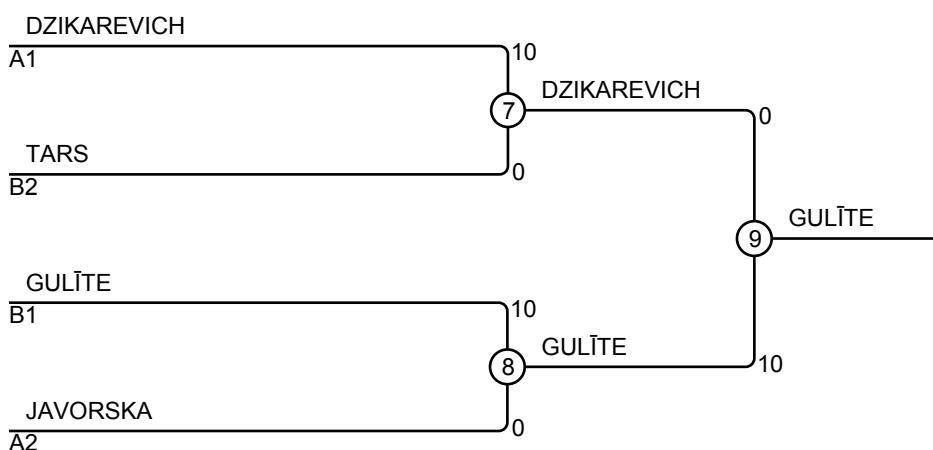 DZIKAREVICH
A1
10
7
DZIKAREVICH
0
TARS
B2
0
9
GULĪTE
GULĪTE
B1
10
8
GULĪTE
10
JAVORSKA
A2
0